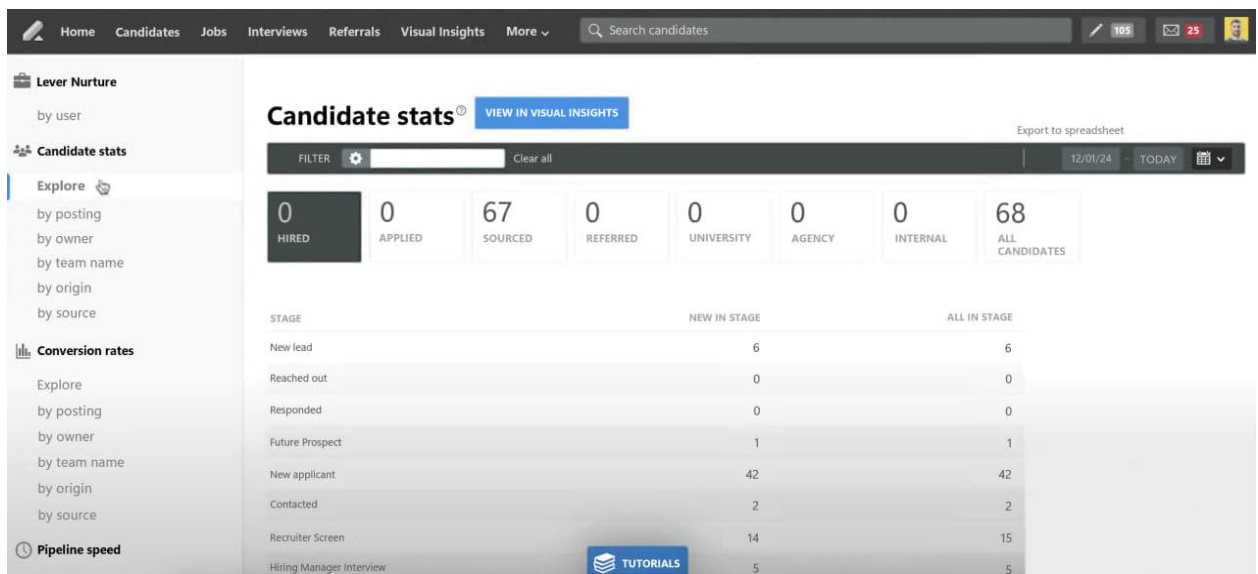 Home Candidates Jobs Interviews Referrals Visual Insights More Search candidates 105 25
Lever Nurture
by user
Candidate stats
Explore
by posting
by owner
by team name
by origin
by source
Conversion rates
Explore
by posting
by owner
by team name
by origin
by source
Pipeline speed
Candidate stats VIEW IN VISUAL INSIGHTS
Export to spreadsheet
FILTER Clear all 12/01/24 - TODAY
0 0 67 0 0 0 0 68
HIRED APPLIED SOURCED REFERRED UNIVERSITY AGENCY INTERNAL ALL
CANDIDATES
STAGE NEW IN STAGE ALL IN STAGE
New lead 6 6
Reached out 0 0
Responded 0 0
Future Prospect 1 1
New applicant 42 42
Contacted 2 2
Recruiter Screen 14 15
Hiring Manager Interview 5 5
TUTORIALS